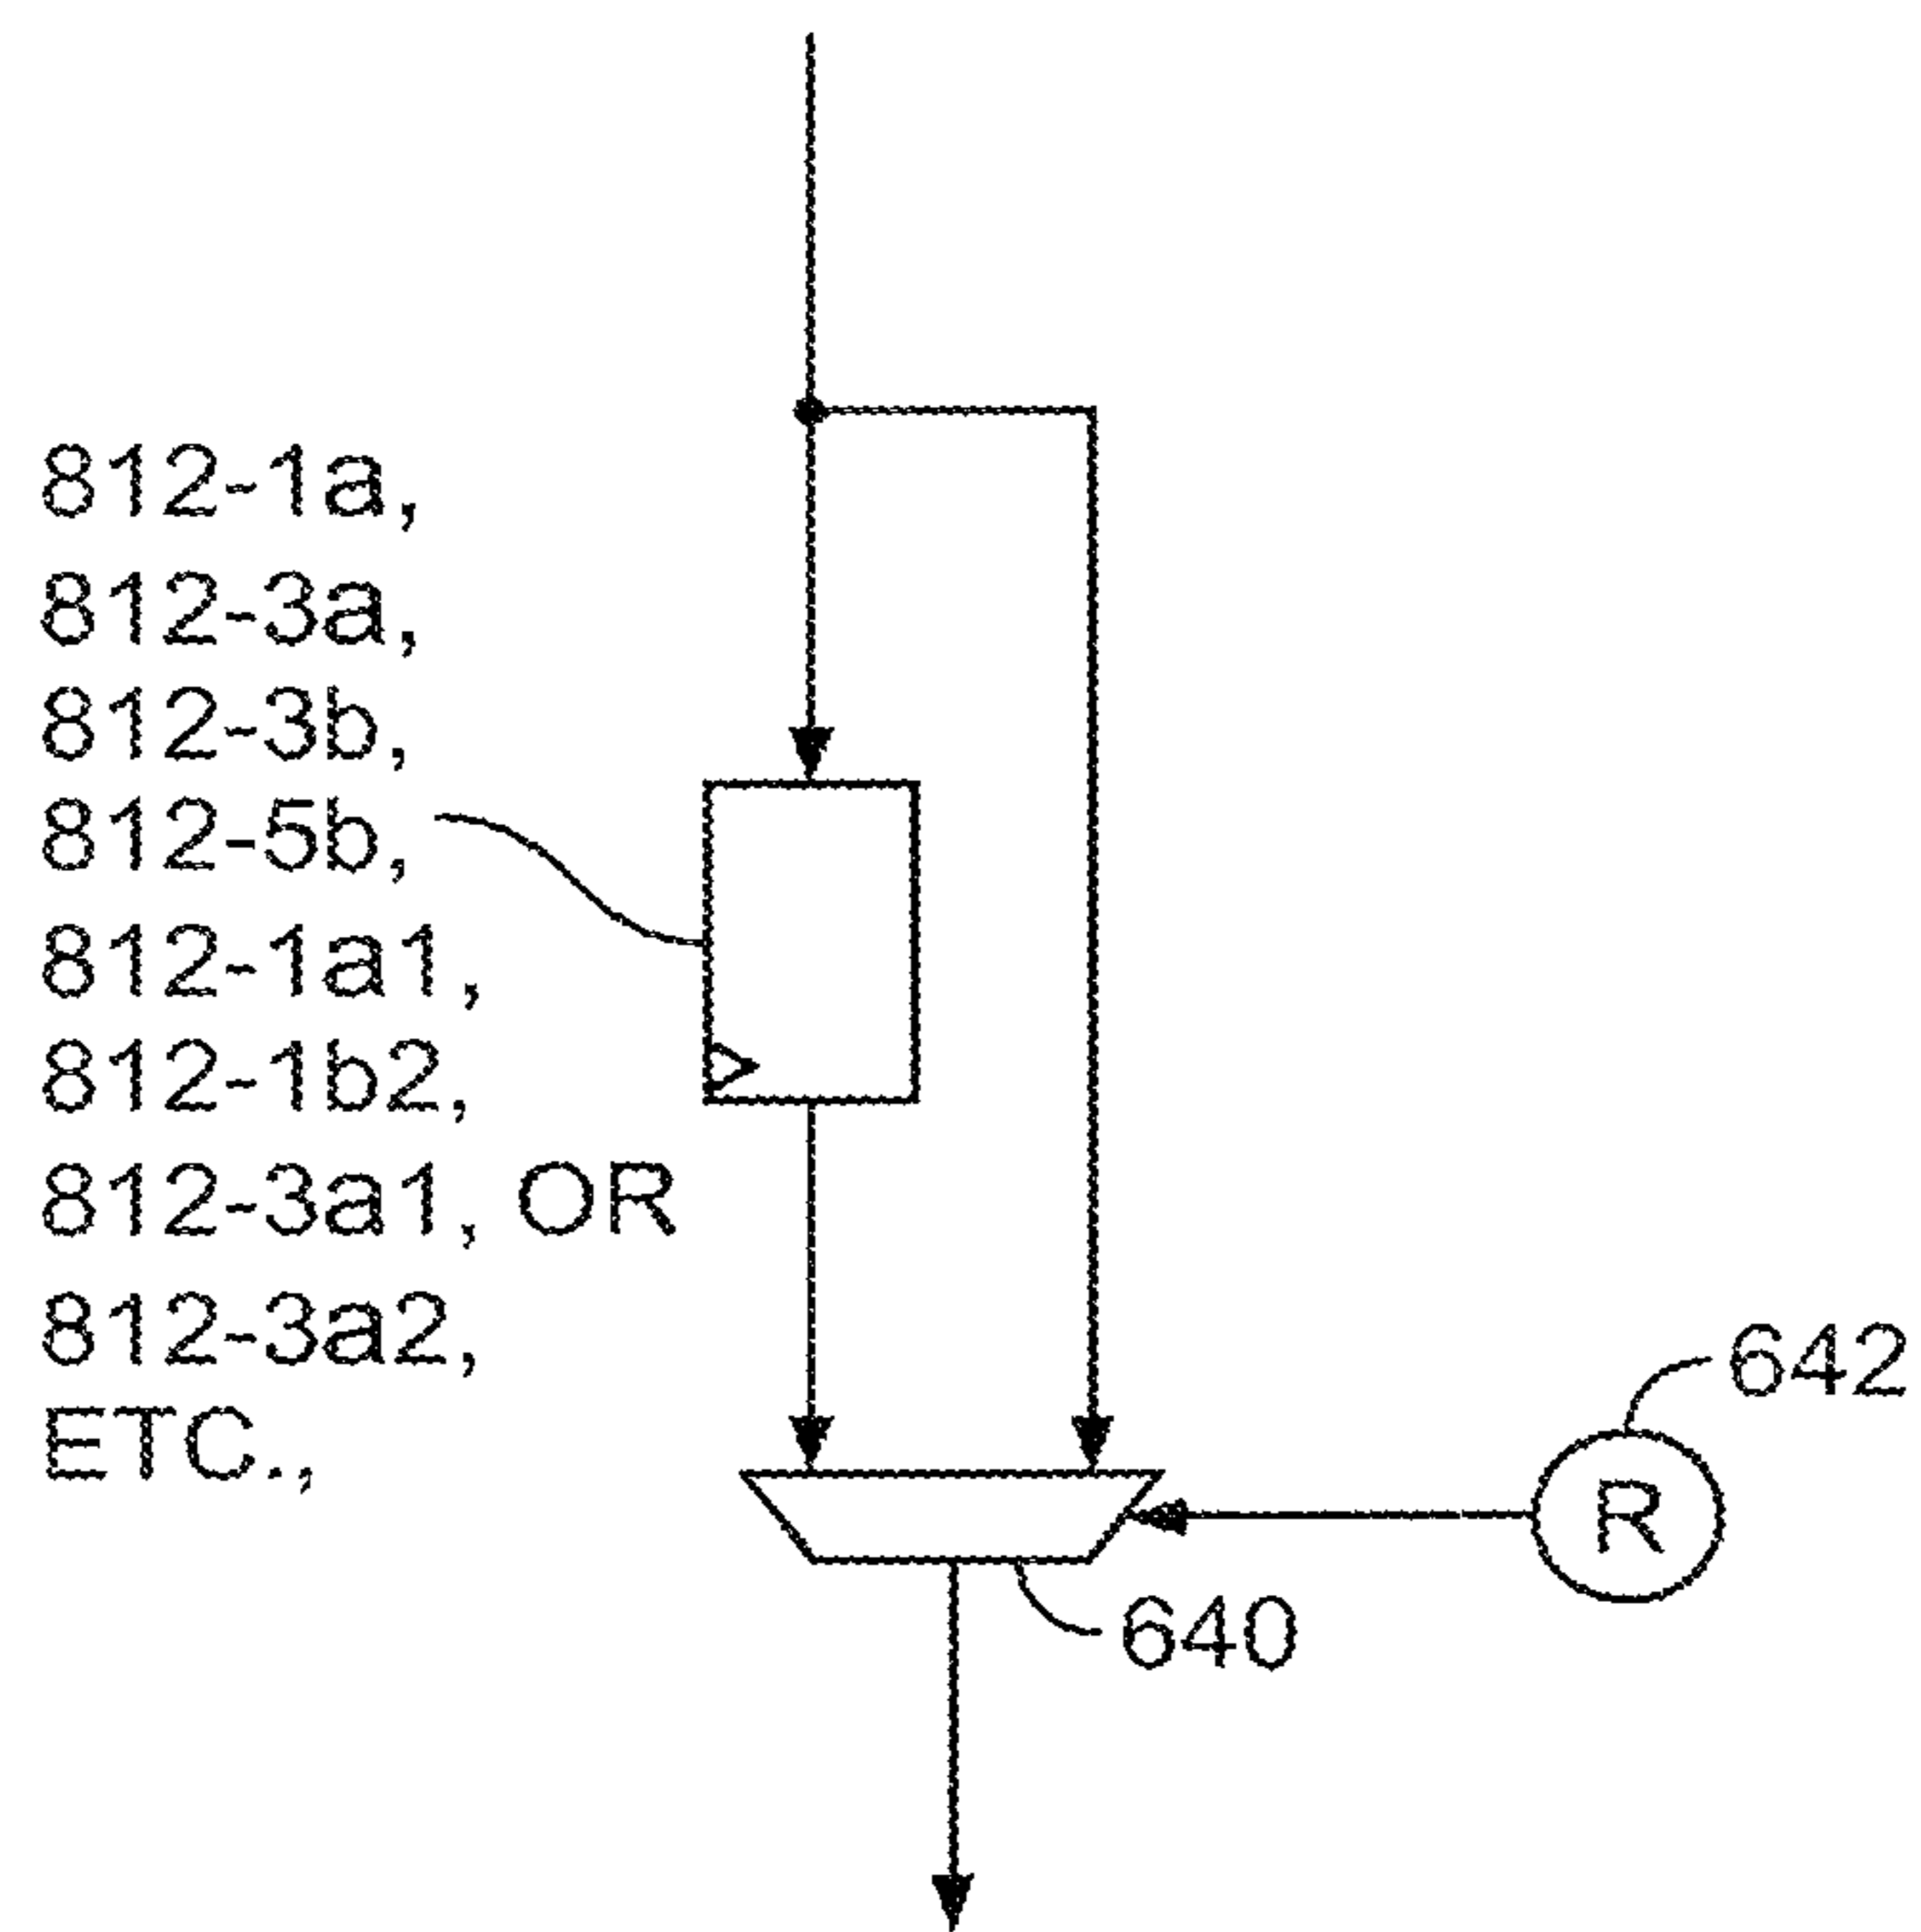 812-1a,
812-3a,
812-3b,
812-5b,
812-1a1,
812-1b2,
812-3a1, OR
812-3a2,
ETC.,
642
R
640